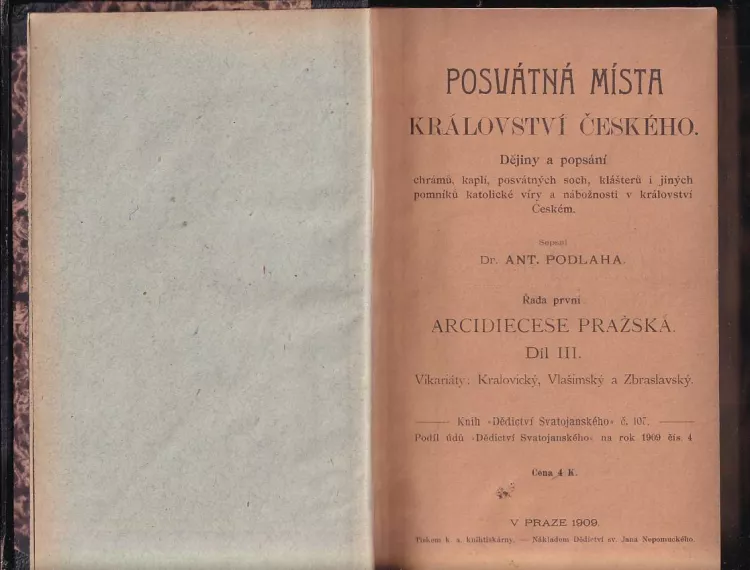 POSVÁTNÁ MÍSTA
KRÁLOVSTVÍ ČESKÉHO.
Dějiny a popsání
chrámů, kaplí, posvátných soch, klášterů i jiných
pomníků katolické víry a nábožnosti v království
Českém.
Sepsal
Dr. ANT. PODLAHA.
Řada první:
ARCIDIECESE PRAŽSKÁ.
Díl III.
Vikariáty: Kralovický, Vlašimský a Zbraslavský.
Knih »Dědictví Svatojanského« č. 107.
Podíl údů »Dědictví Svatojanského« na rok 1909 čís. 4
Cena 4 K.
V PRAZE 1909.
Tiskem k. a. knihtiskárny. — Nákladem Dědictví sv. Jana Nepomuckého.